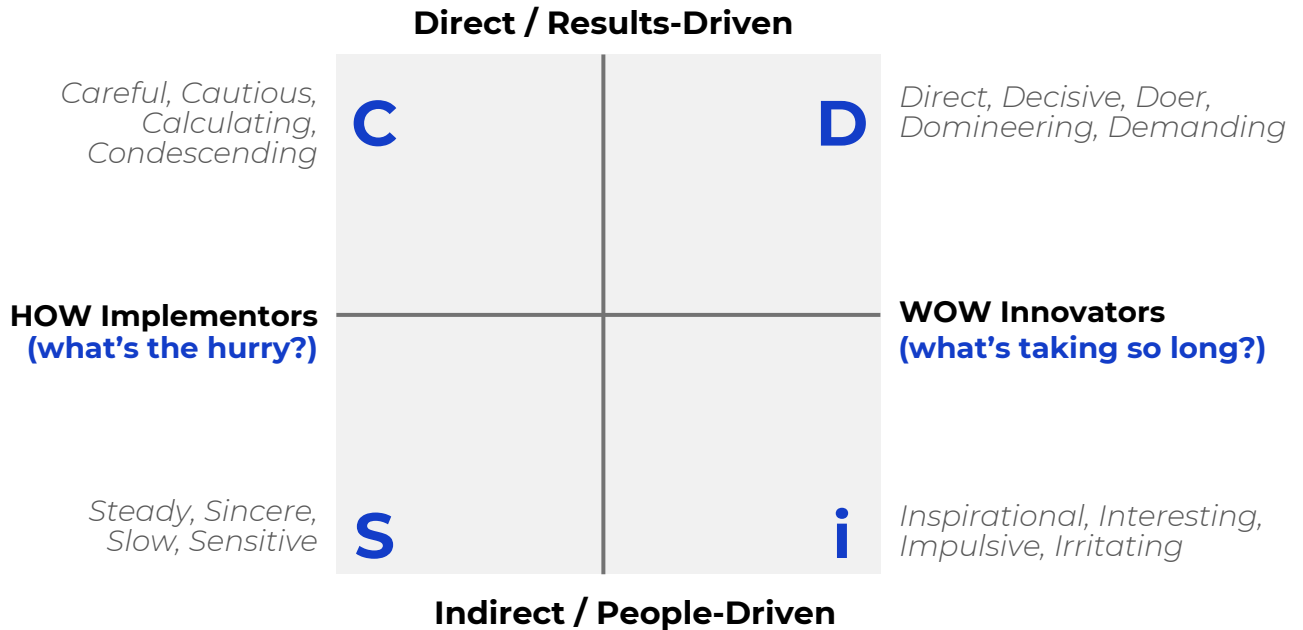 Direct / Results-Driven
Careful, Cautious,
Calculating,
Condescending
C
D
Direct, Decisive, Doer,
Domineering, Demanding
HOW Implementors
(what's the hurry?)
WOW Innovators
(what's taking so long?)
Steady, Sincere,
Slow, Sensitive
S
i
Inspirational, Interesting,
Impulsive, Irritating
Indirect / People-Driven